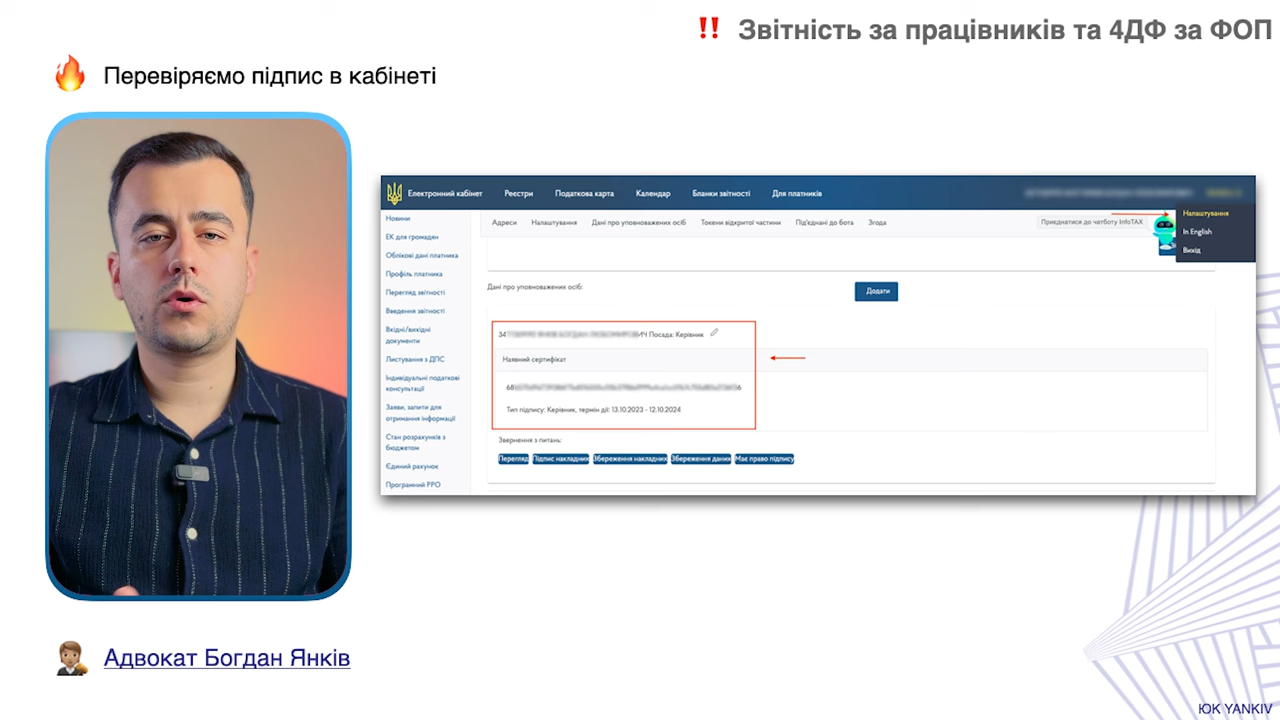 ‼ Звітність за працівників та 4ДФ за ФОП
🔥 Перевіряємо підпис в кабінеті
Електронний кабінет Реєстри Податкова карта Календар Бланки звітності Для платників
Налаштування
In English
Вихід
Новини
ЕК для громадян
Облікові дані платника
Профіль платника
Перегляд звітності
Введення звітності
Вхідні/вихідні
документи
Листування з ДПС
Індивідуальні податкові
консультації
Заяви, запити для
отримання інформації
Стан розрахунків з
бюджетом
Єдиний рахунок
Програмний РРО
Адреси Налаштування Дані про уповноважених осіб Токени відкритої частини Під'єднані до бота Згода
Приєднатися до чатботу InfoTAX
Дані про уповноважених осіб:
Додати
Посада: Керівник
Наявний сертифікат
Тип підпису: Керівник, термін дії: 13.10.2023 - 12.10.2024
Звернення з питань:
Перегляд Підпис накладних Збереження накладних Збереження даних Має право підпису
Адвокат Богдан Янків
ЮК YANKIV